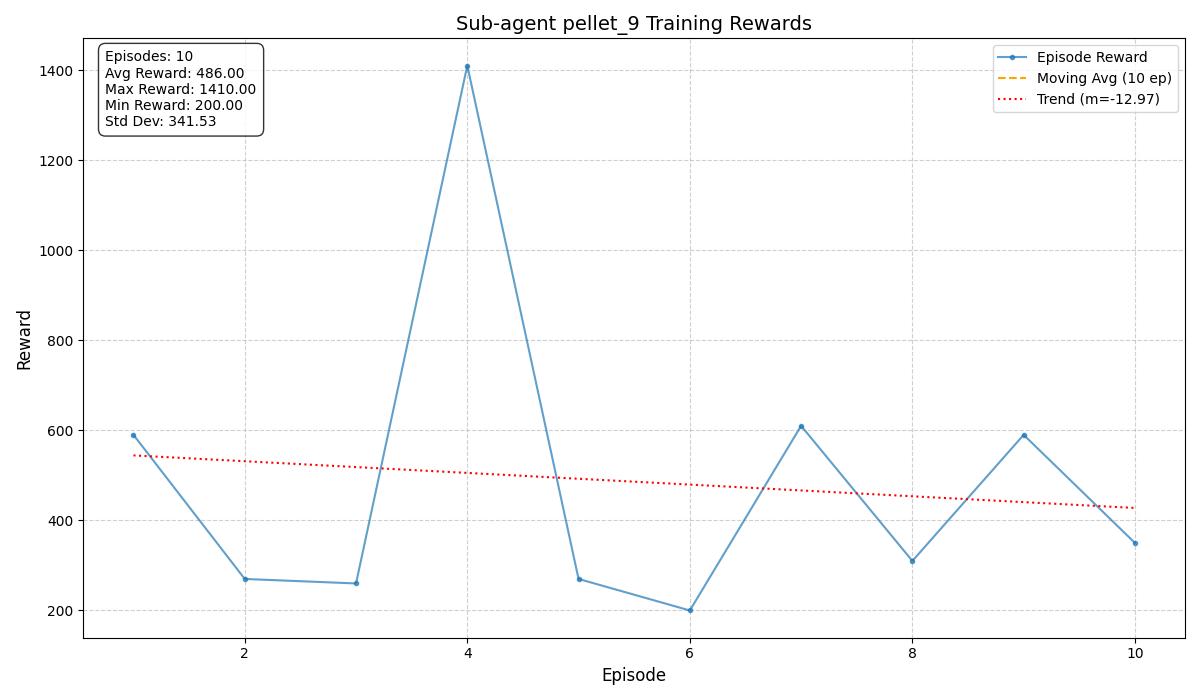 Sub-agent pellet_9 Training Rewards
Episodes: 10
Avg Reward: 486.00
Max Reward: 1410.00
Min Reward: 200.00
Std Dev: 341.53
Episode Reward
Moving Avg (10 ep)
Trend (m=-12.97)
Reward
1400
1200
1000
800
600
400
200
2
4
6
8
10
Episode